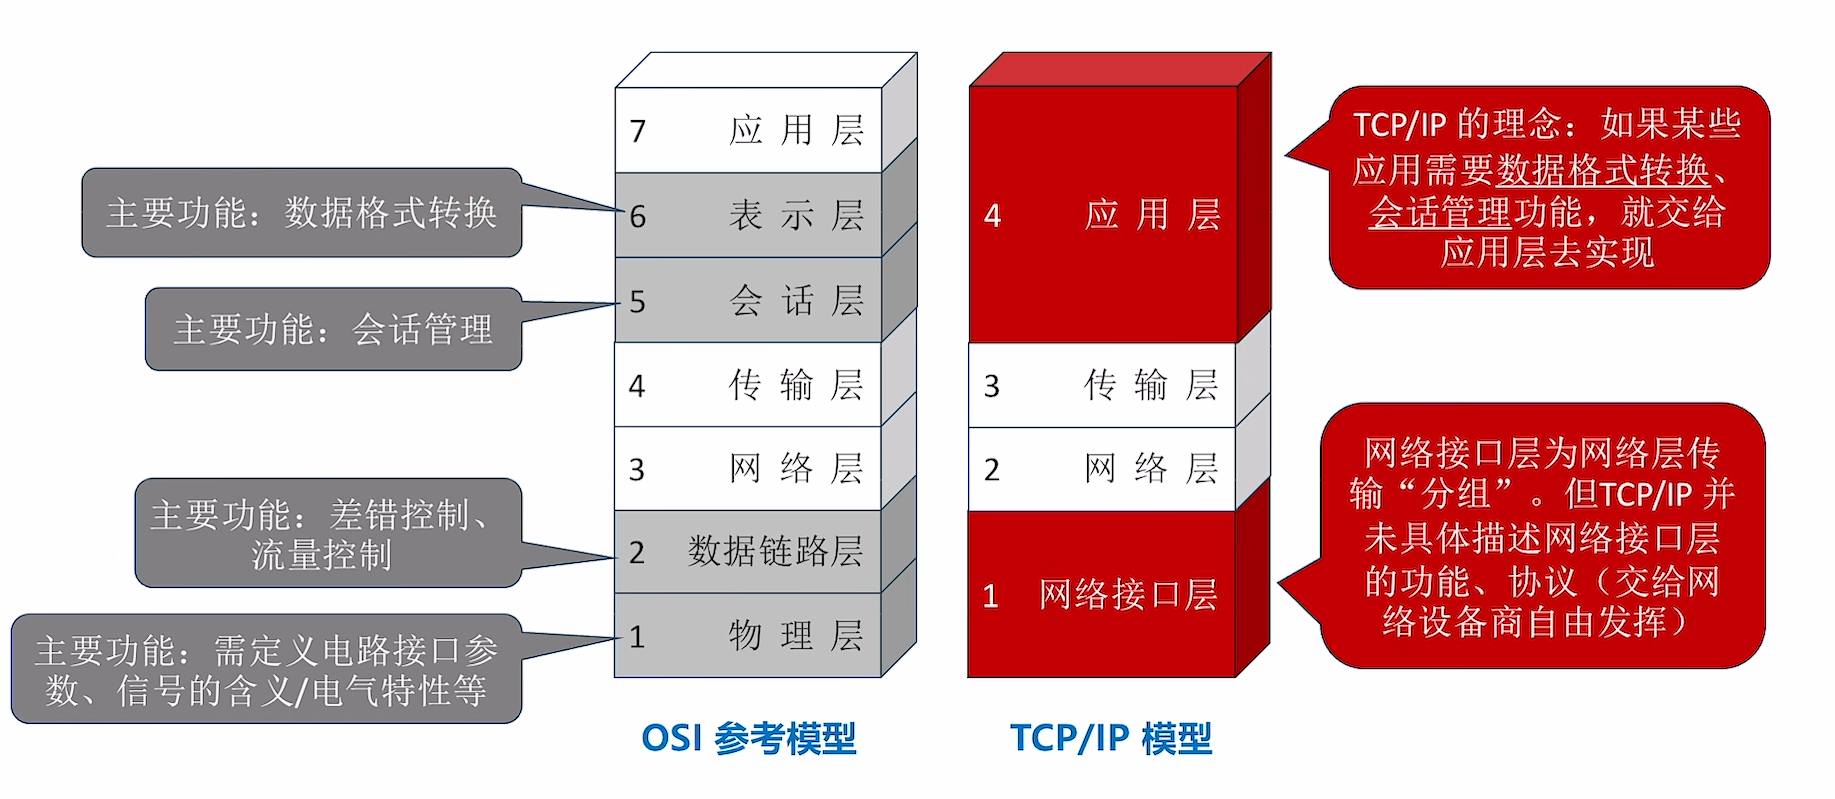 主要功能：数据格式转换
主要功能：会话管理
主要功能：差错控制、
流量控制
主要功能：需定义电路接口参
数、信号的含义/电气特性等
7 应用层
6 表示层
5 会话层
4 传输层
3 网络层
2 数据链路层
1 物理层
OSI 参考模型
4 应用层
3 传输层
2 网络层
1 网络接口层
TCP/IP 模型
TCP/IP 的理念：如果某些
应用需要数据格式转换、
会话管理功能，就交给
应用层去实现
网络接口层为网络层传
输“分组”。但TCP/IP 并
未具体描述网络接口层
的功能、协议（交给网
络设备商自由发挥）